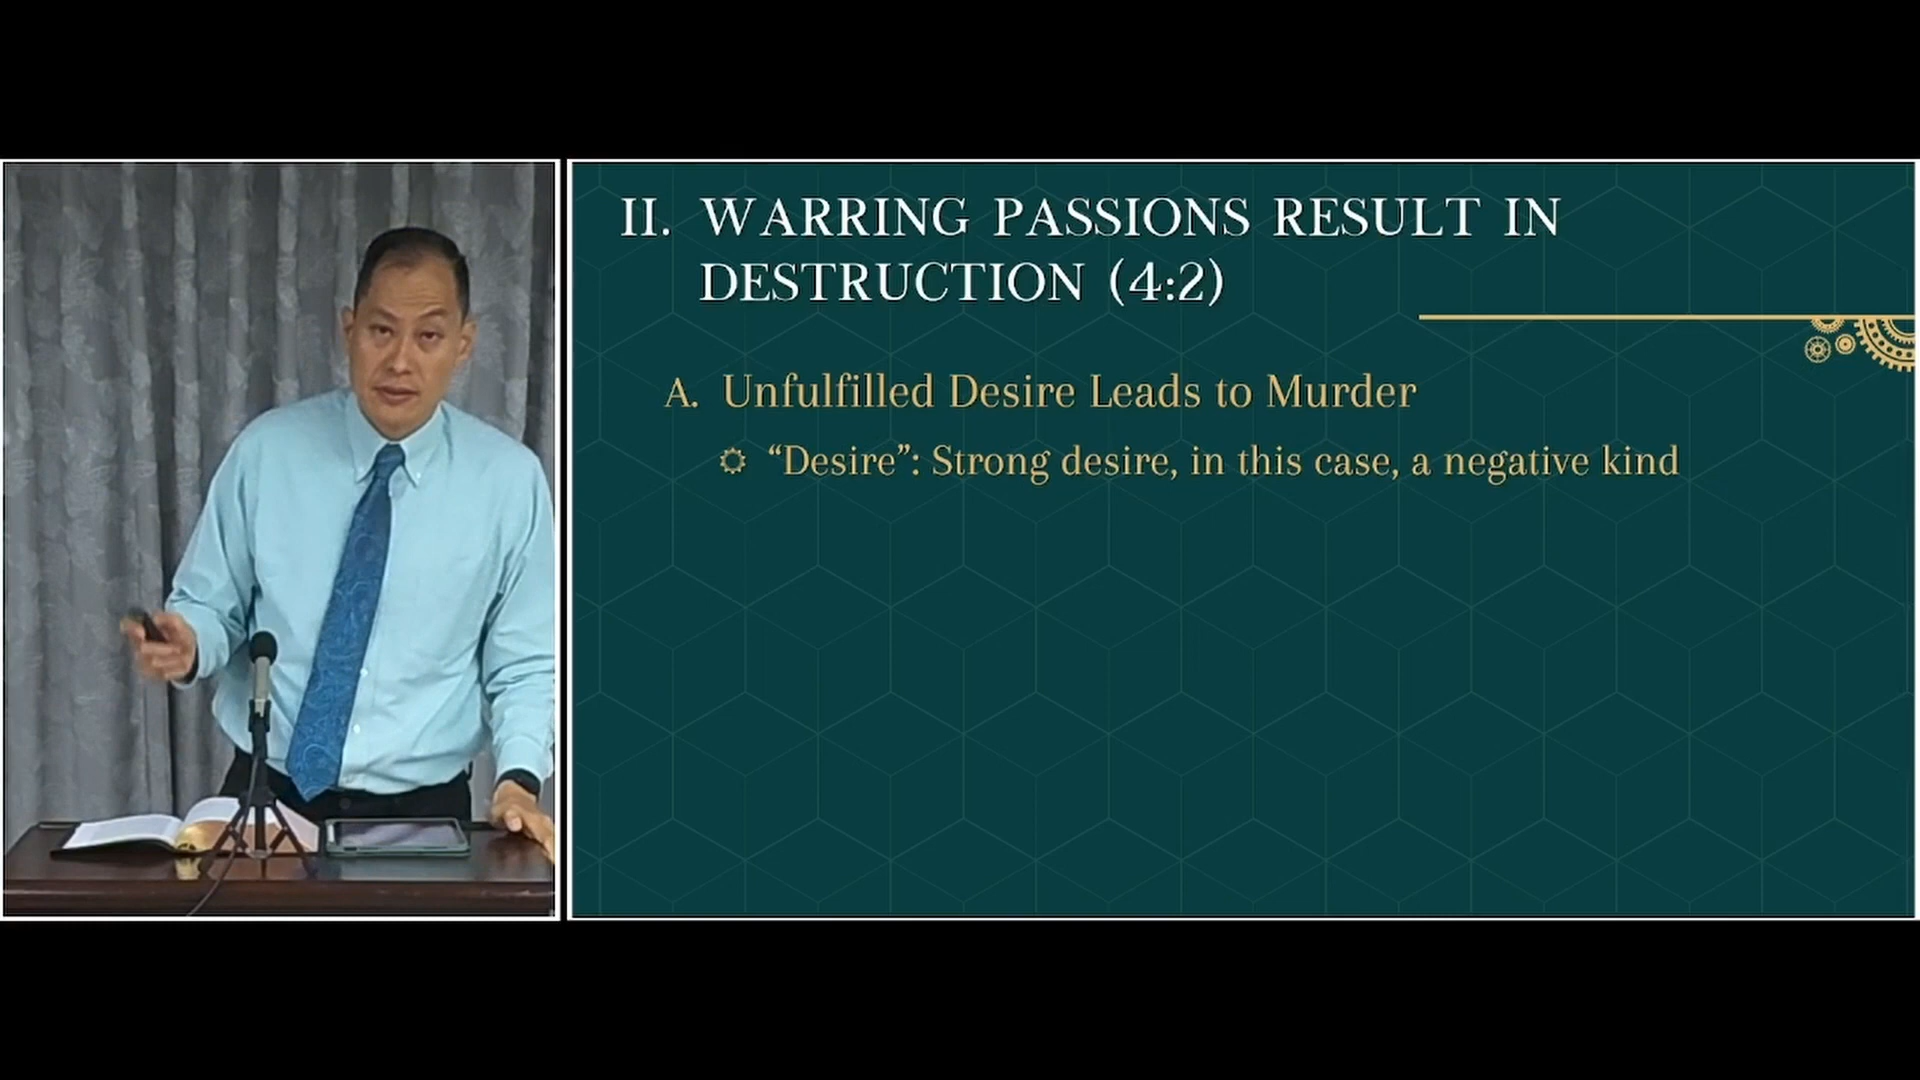 II. WARRING PASSIONS RESULT IN
DESTRUCTION (4:2)
A. Unfulfilled Desire Leads to Murder
“Desire”: Strong desire, in this case, a negative kind